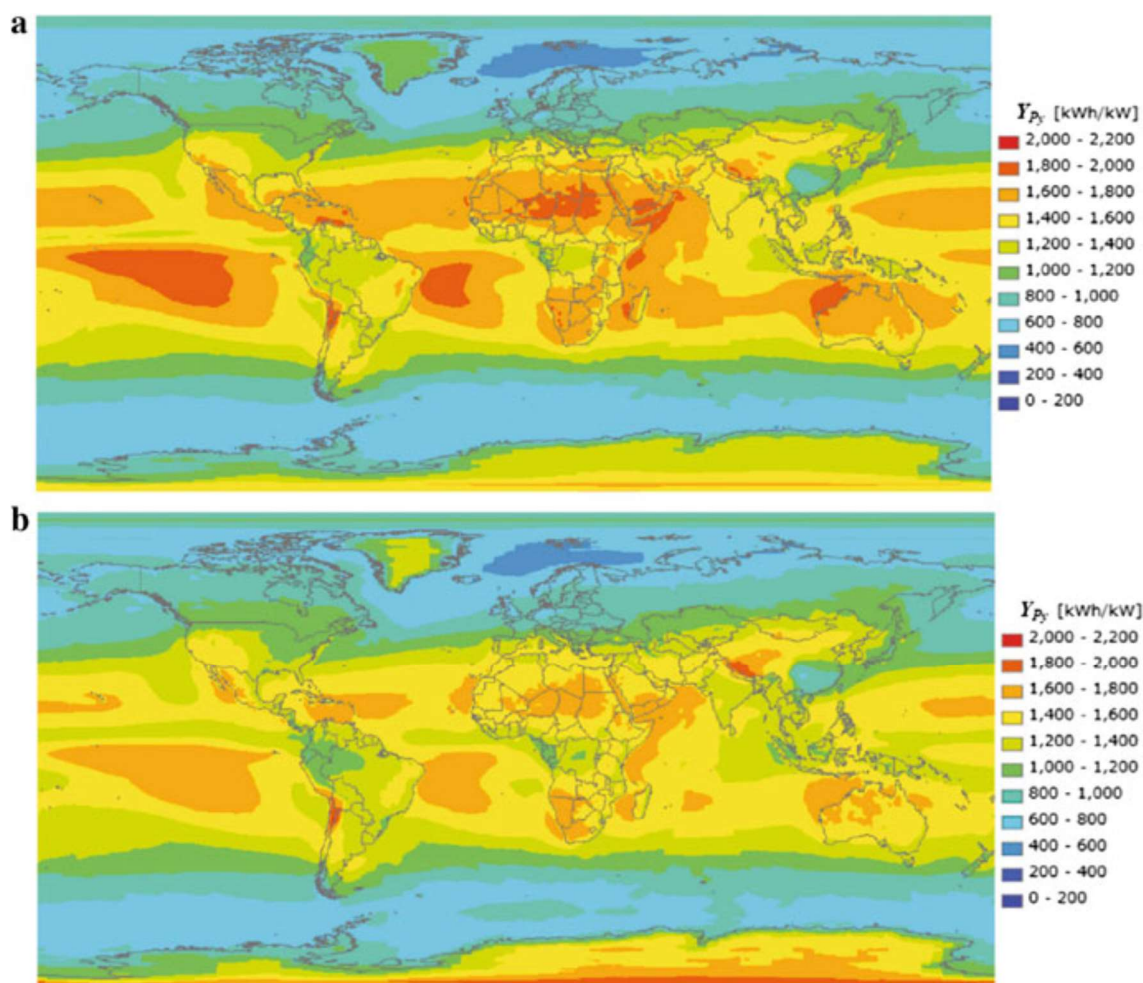 a
Y_Py [kWh/kW]
2,000 - 2,200
1,800 - 2,000
1,600 - 1,800
1,400 - 1,600
1,200 - 1,400
1,000 - 1,200
800 - 1,000
600 - 800
400 - 600
200 - 400
0 - 200
b
Y_Py [kWh/kW]
2,000 - 2,200
1,800 - 2,000
1,600 - 1,800
1,400 - 1,600
1,200 - 1,400
1,000 - 1,200
800 - 1,000
600 - 800
400 - 600
200 - 400
0 - 200